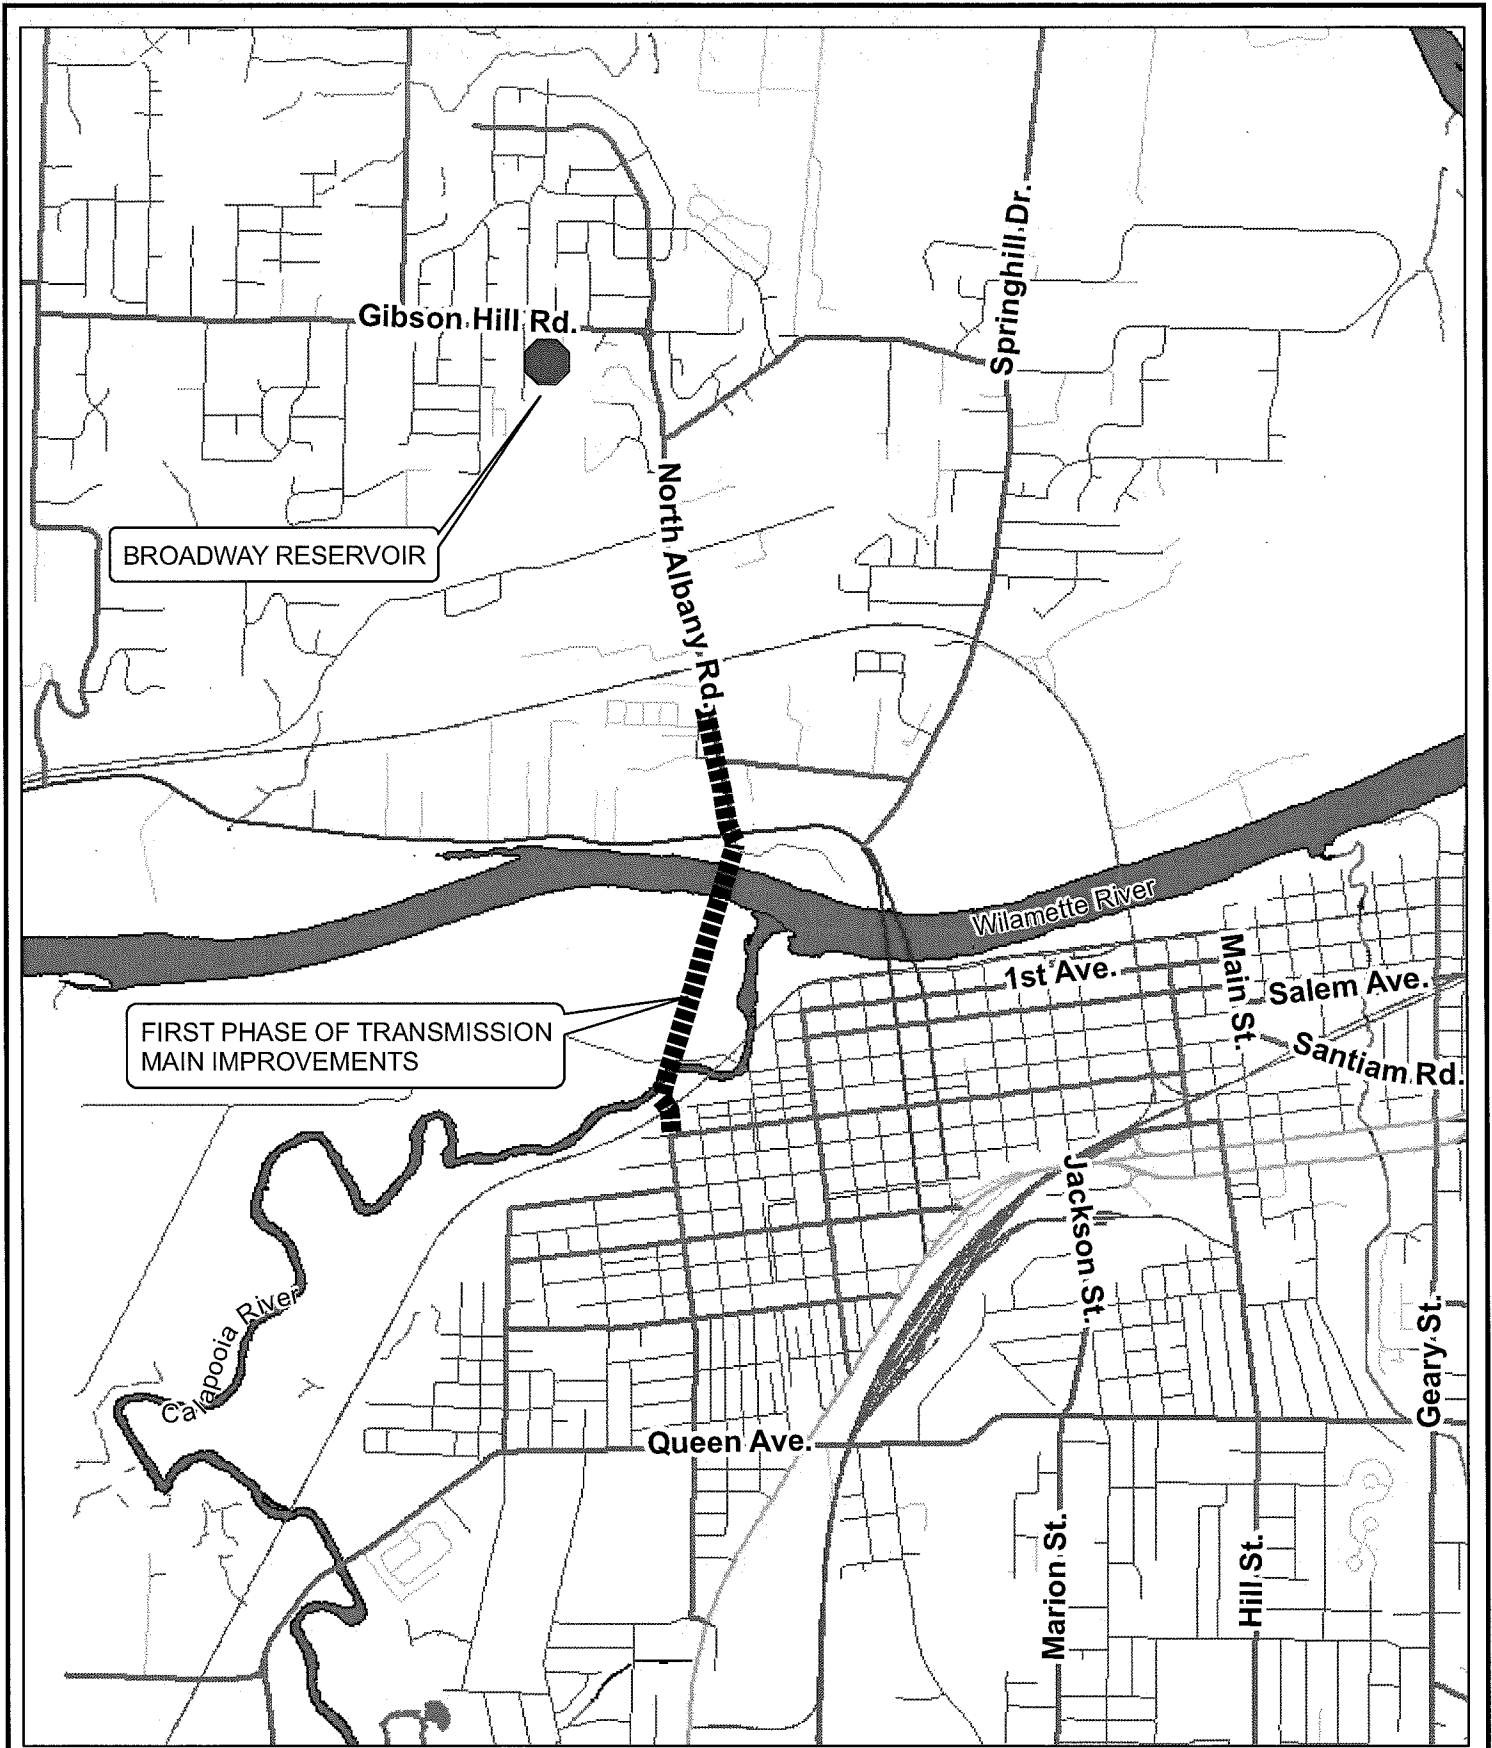 Springhill Dr.
Gibson Hill Rd.
North Albany Rd.
BROADWAY RESERVOIR
Wilamette River
1st Ave.
Main St.
Salem Ave.
Santiam Rd.
FIRST PHASE OF TRANSMISSION
MAIN IMPROVEMENTS
Jackson St.
Calapooia River
Geary St.
Queen Ave.
Marion St.
Hill St.